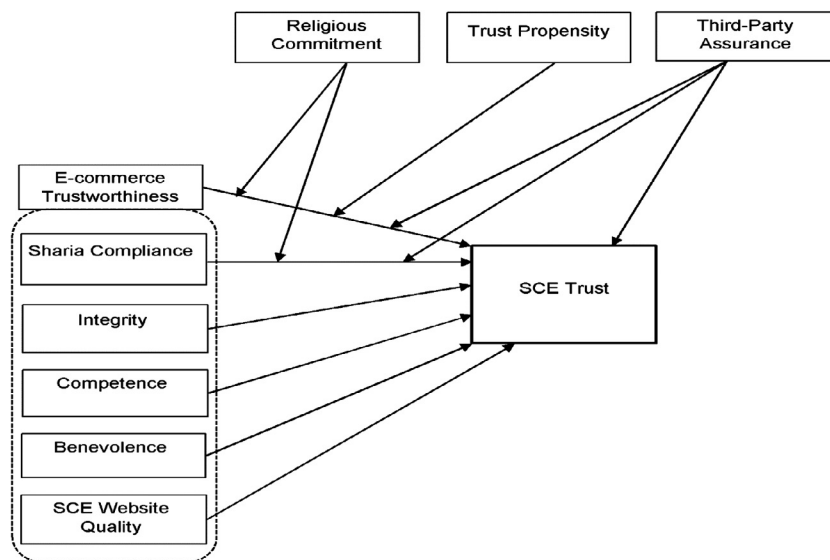 Religious
Commitment
Trust Propensity
Third-Party
Assurance
E-commerce
Trustworthiness
Sharia Compliance
SCE Trust
Integrity
Competence
Benevolence
SCE Website
Quality